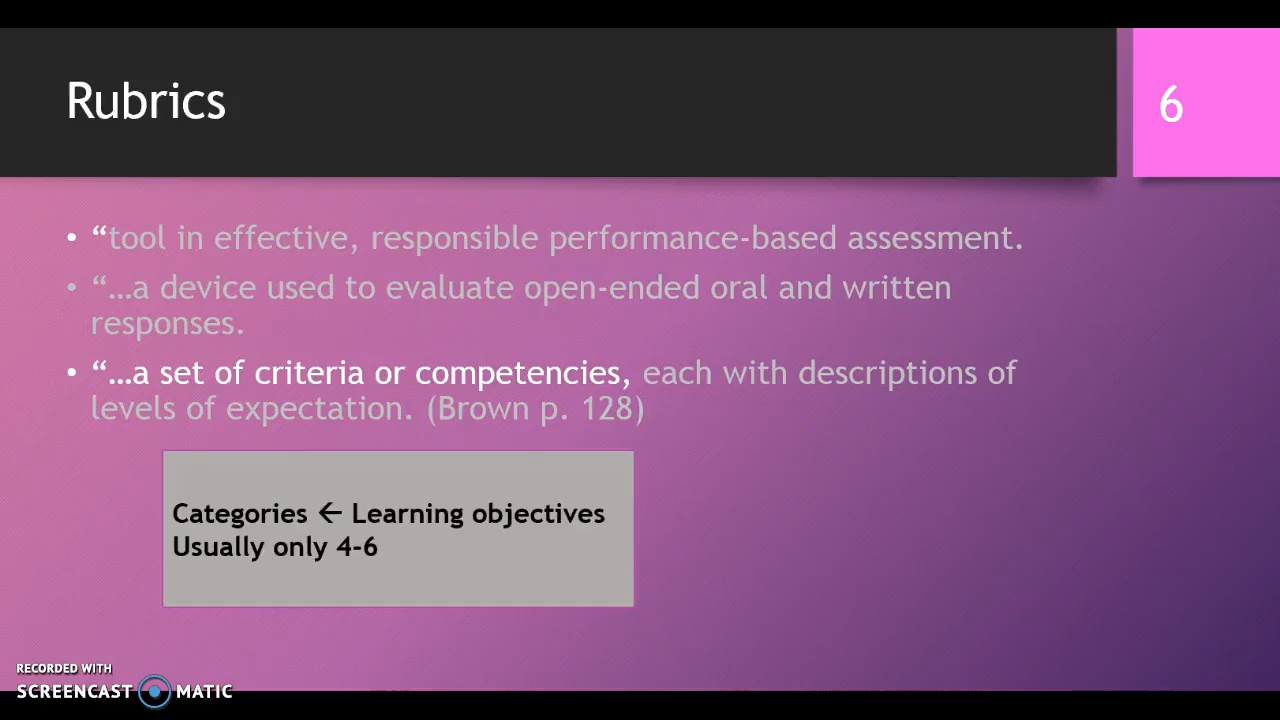 Rubrics
6
• “tool in effective, responsible performance-based assessment.
• “…a device used to evaluate open-ended oral and written
responses.
• “…a set of criteria or competencies, each with descriptions of
levels of expectation. (Brown p. 128)
Categories ← Learning objectives
Usually only 4-6
RECORDED WITH
SCREENCAST MATIC